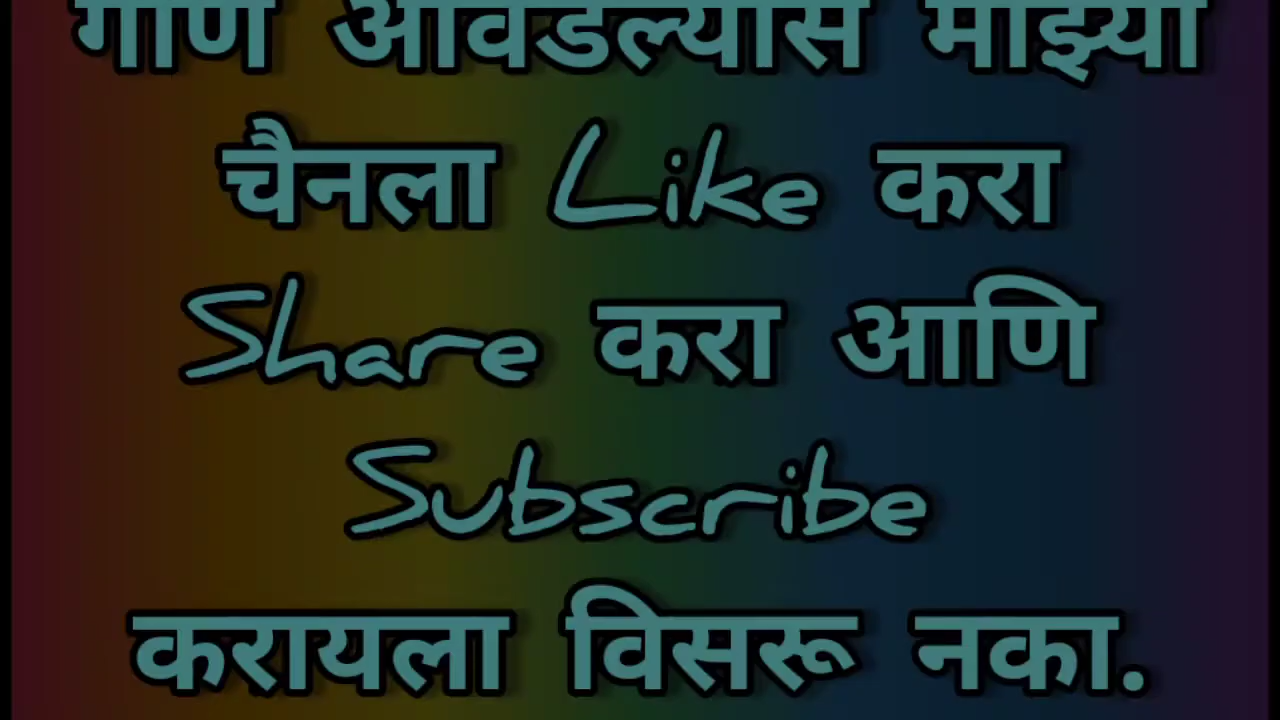 गाणे आवडल्यास माझ्या
चैनला Like करा
Share करा आणि
Subscribe
करायला विसरू नका.